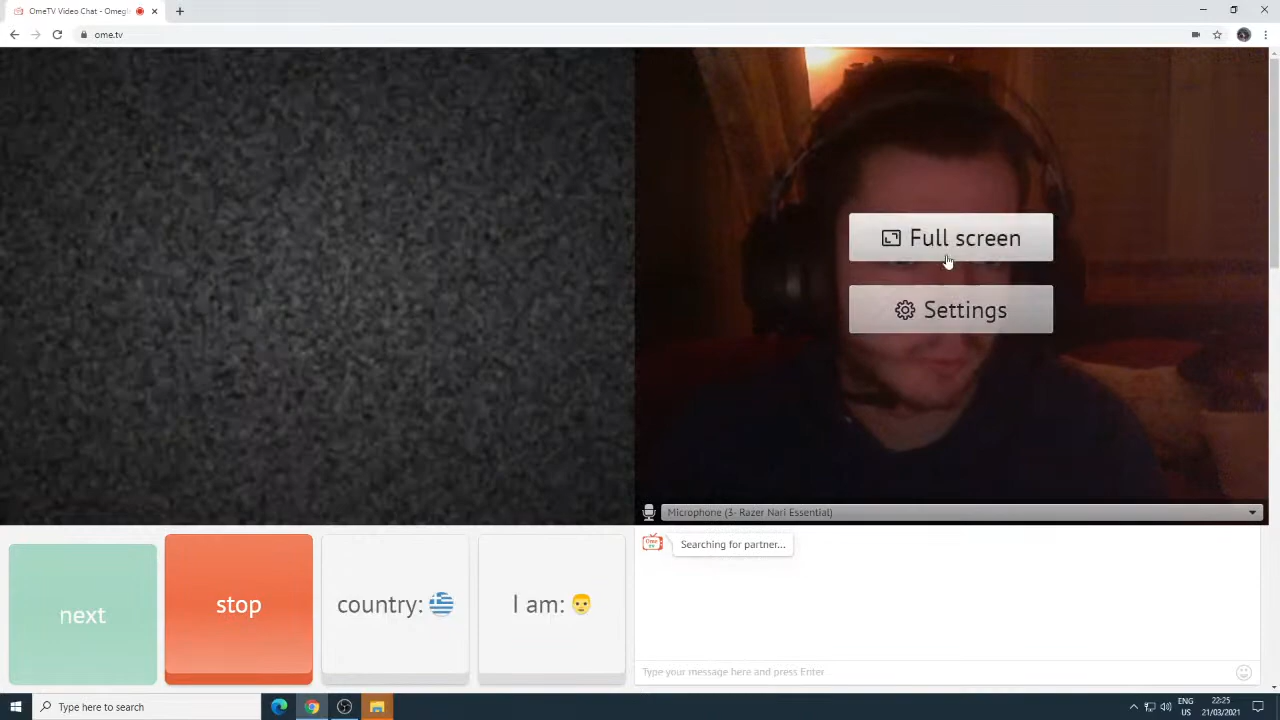 OmeTV Video Chat - Omegl
ome.tv
Full screen
Settings
Microphone (3- Razer Nari Essential)
next
stop
country:
I am:
Ome
TV
Searching for partner...
Type your message here and press Enter
Type here to search
ENG
US
22:25
21/03/2021